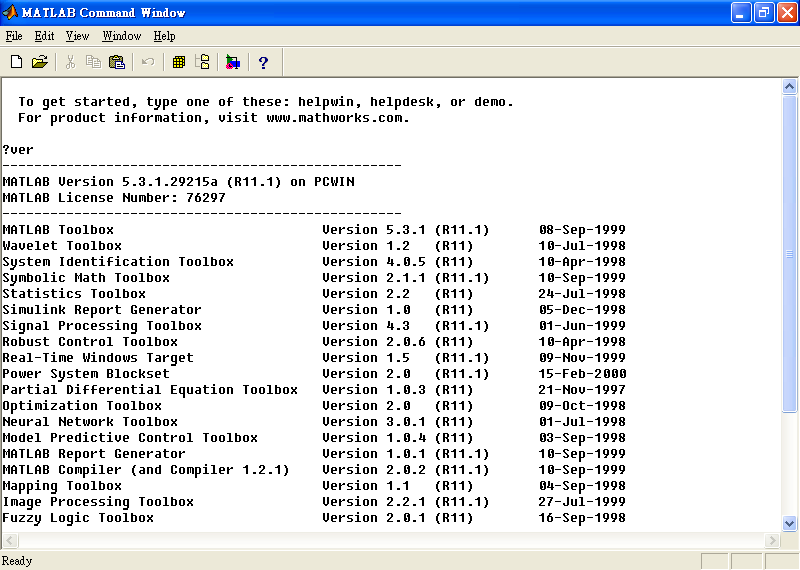 MATLAB Command Window
File Edit View Window Help
?
To get started, type one of these: helpwin, helpdesk, or demo.
For product information, visit www.mathworks.com.
?ver
-------------------------------------------------
MATLAB Version 5.3.1.29215a (R11.1) on PCWIN
MATLAB License Number: 76297
-------------------------------------------------
MATLAB Toolbox Version 5.3.1 (R11.1) 08-Sep-1999
Wavelet Toolbox Version 1.2 (R11) 10-Jul-1998
System Identification Toolbox Version 4.0.5 (R11) 10-Apr-1998
Symbolic Math Toolbox Version 2.1.1 (R11.1) 10-Sep-1999
Statistics Toolbox Version 2.2 (R11) 24-Jul-1998
Simulink Report Generator Version 1.0 (R11) 05-Dec-1998
Signal Processing Toolbox Version 4.3 (R11.1) 01-Jun-1999
Robust Control Toolbox Version 2.0.6 (R11) 10-Apr-1998
Real-Time Windows Target Version 1.5 (R11.1) 09-Nov-1999
Power System Blockset Version 2.0 (R11.1) 15-Feb-2000
Partial Differential Equation Toolbox Version 1.0.3 (R11) 21-Nov-1997
Optimization Toolbox Version 2.0 (R11) 09-Oct-1998
Neural Network Toolbox Version 3.0.1 (R11) 01-Jul-1998
Model Predictive Control Toolbox Version 1.0.4 (R11) 03-Sep-1998
MATLAB Report Generator Version 1.0.1 (R11.1) 10-Sep-1999
MATLAB Compiler (and Compiler 1.2.1) Version 2.0.2 (R11.1) 10-Sep-1999
Mapping Toolbox Version 1.1 (R11) 04-Sep-1998
Image Processing Toolbox Version 2.2.1 (R11.1) 27-Jul-1999
Fuzzy Logic Toolbox Version 2.0.1 (R11) 16-Sep-1998
Ready